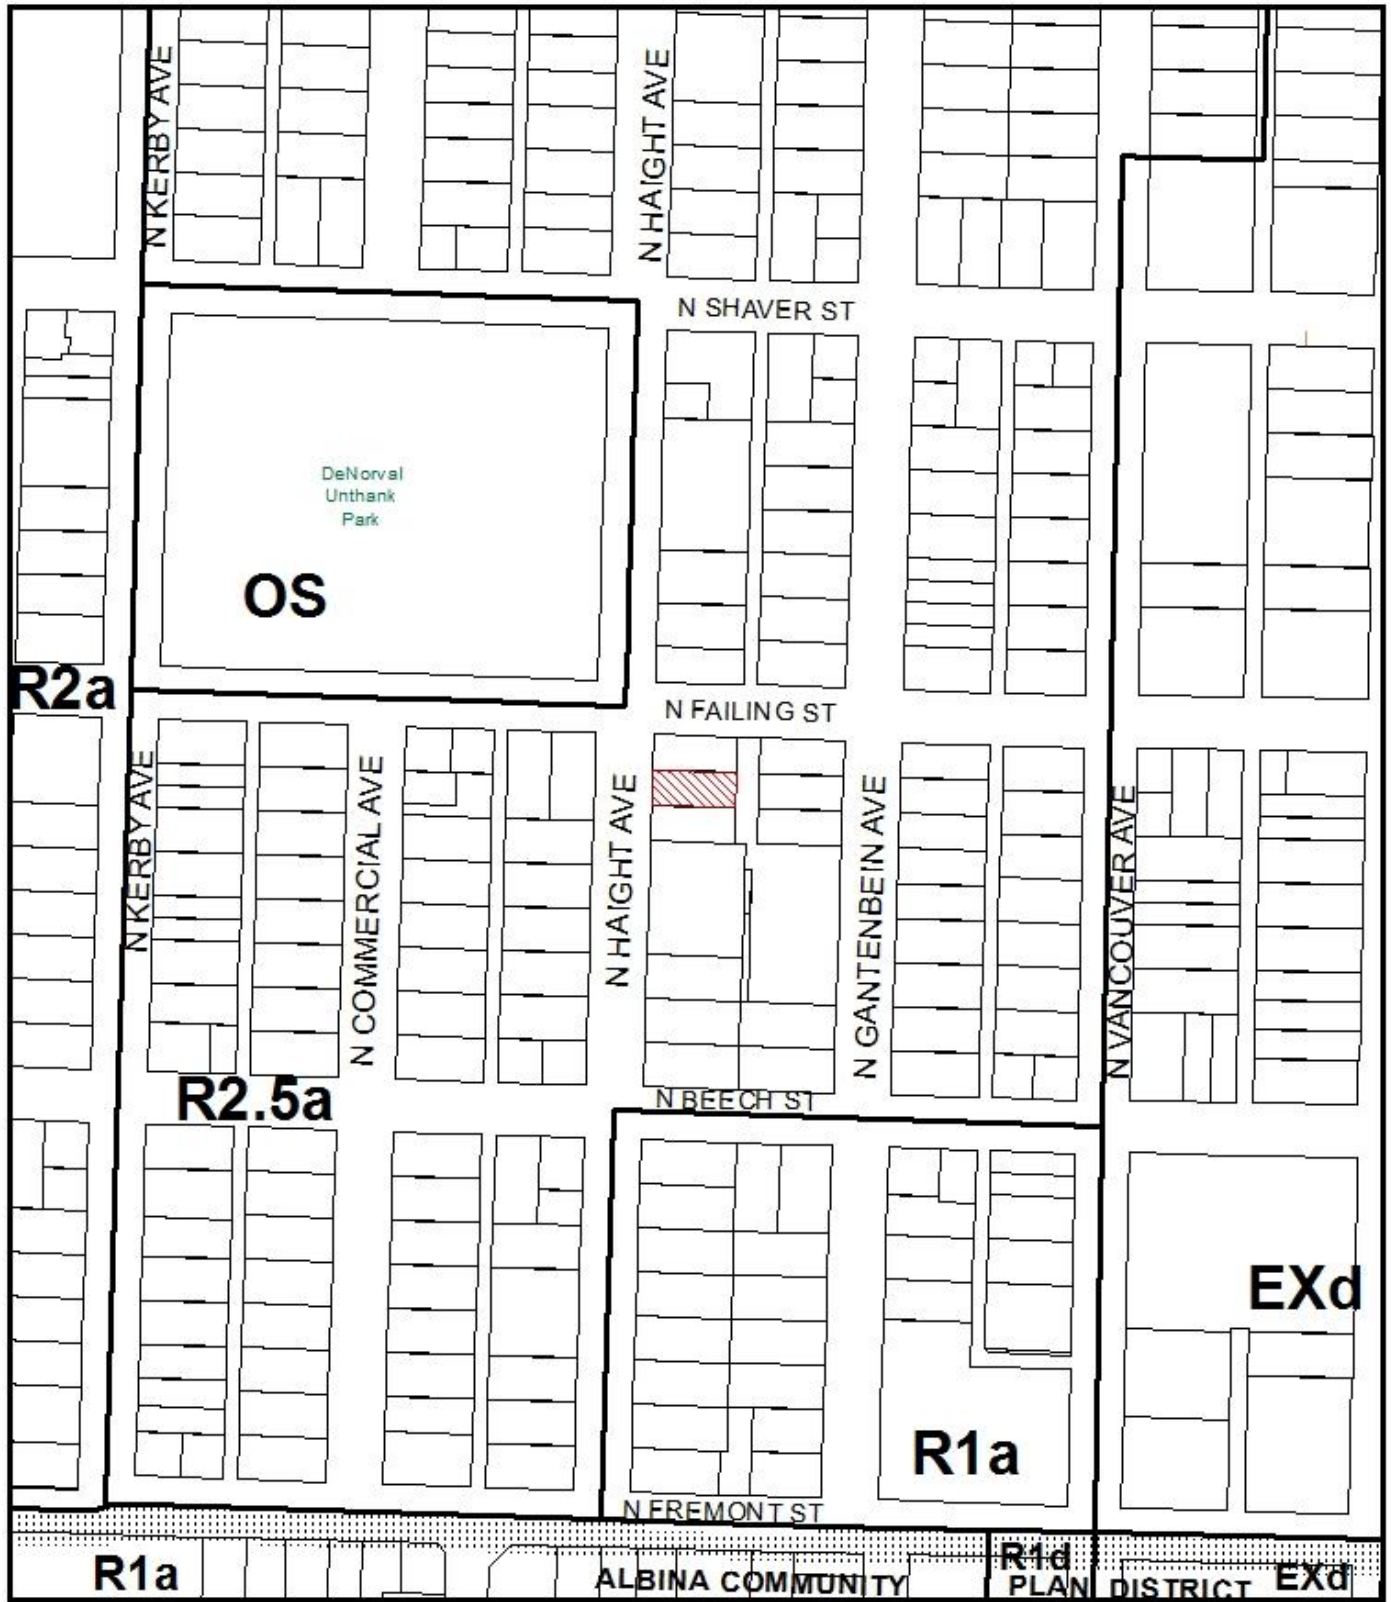 N KERBY AVE
N HAIGHT AVE
N SHAVER ST
DeNorval
Unthank
Park
OS
R2a
N FAILING ST
N KERBY AVE
N COMMERCIAL AVE
N HAIGHT AVE
N GANTENBEIN AVE
N VANCOUVER AVE
R2.5a
N BEECH ST
EXd
R1a
N FREMONT ST
R1a
ALBINA COMMUNITY
R1d
PLAN DISTRICT
EXd